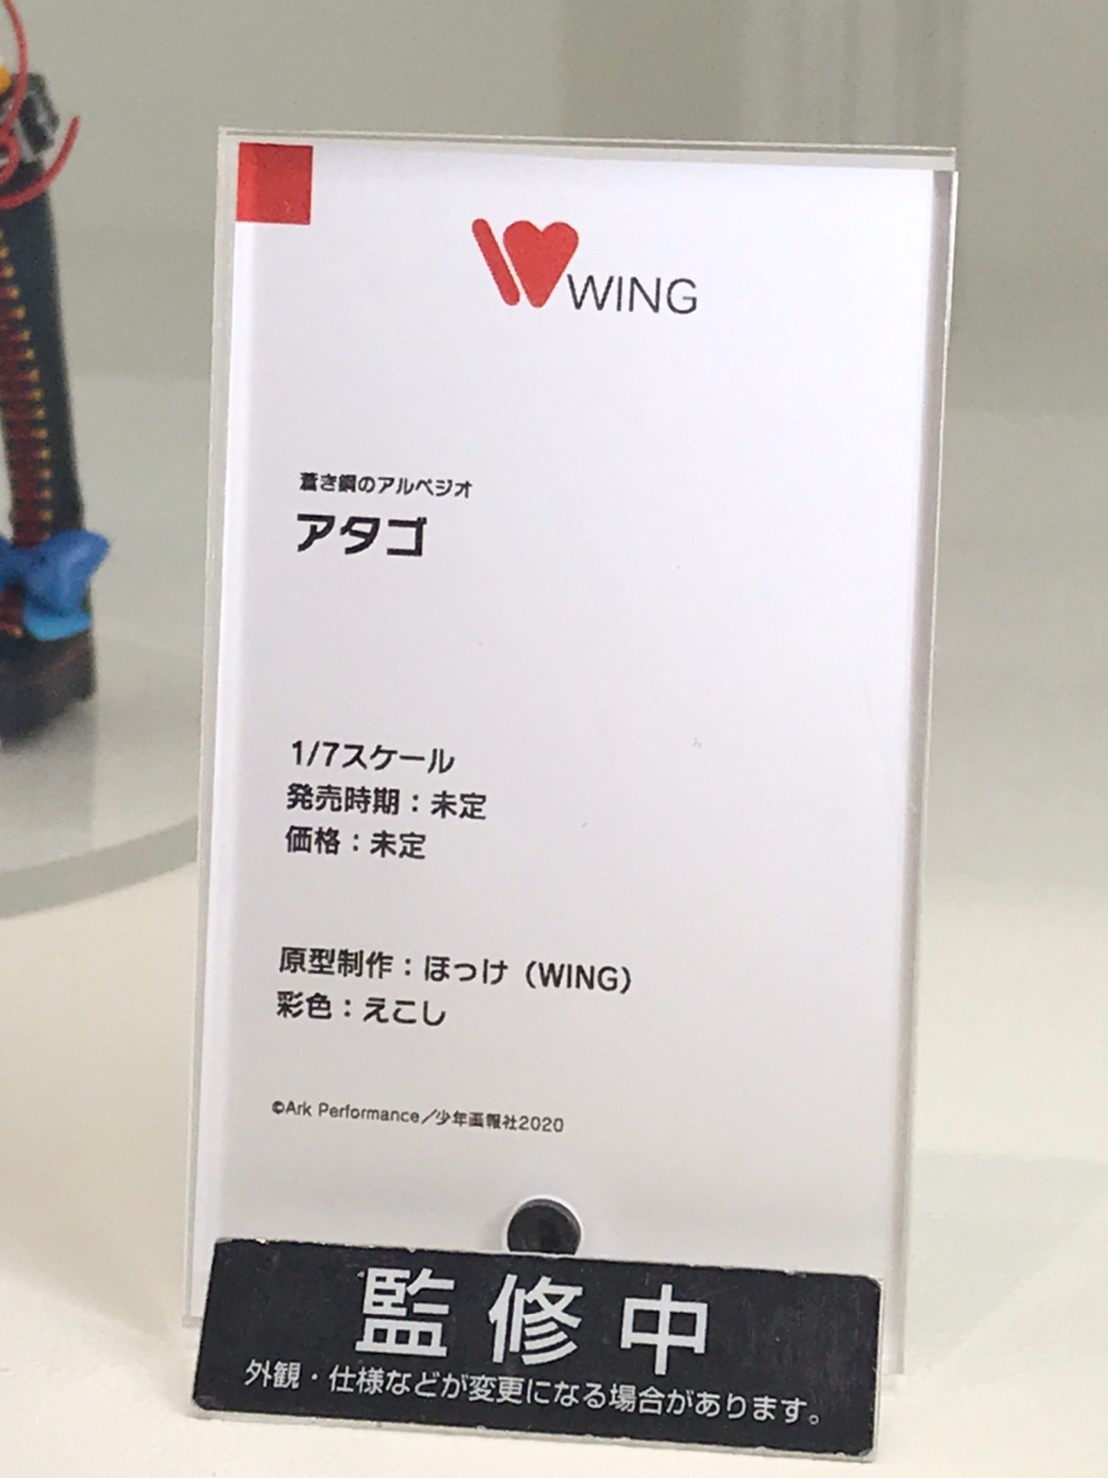 WING
蒼き鋼のアルペジオ
アタゴ
1/7スケール
発売時期：未定
価格：未定
原型制作：ほっけ（WING）
彩色：えこし
©Ark Performance／少年画報社2020
監修中
外観・仕様などが変更になる場合があります。